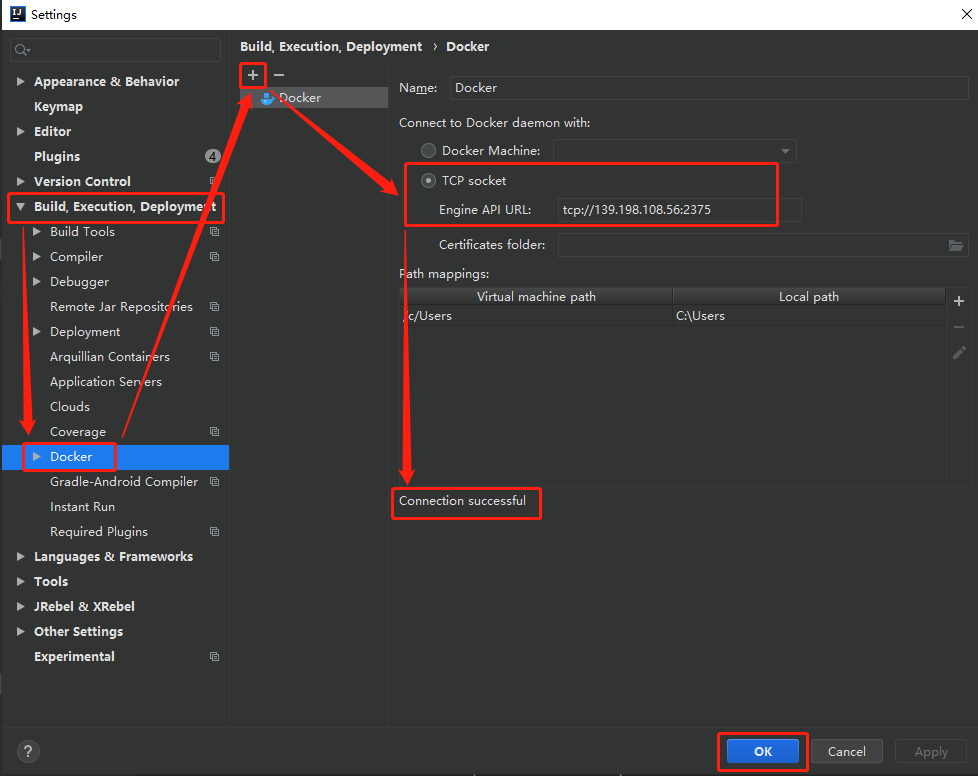 IJ
Settings
Build, Execution, Deployment › Docker
Appearance & Behavior
Keymap
Editor
Plugins 4
Version Control
Build, Execution, Deployment
Build Tools
Compiler
Debugger
Remote Jar Repositories
Deployment
Arquillian Containers
Application Servers
Clouds
Coverage
Docker
Gradle-Android Compiler
Instant Run
Required Plugins
Languages & Frameworks
Tools
JRebel & XRebel
Other Settings
Experimental
Docker
Name: Docker
Connect to Docker daemon with:
Docker Machine:
TCP socket
Engine API URL: tcp://139.198.108.56:2375
Certificates folder:
Path mappings:
Virtual machine path Local path
/c/Users C:\Users
Connection successful
?
OK Cancel Apply